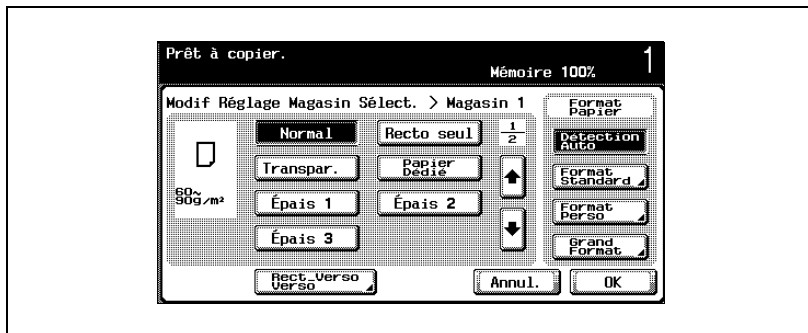 Prêt à copier.
Mémoire 100%
1
Modif Réglage Magasin Sélect. > Magasin 1
Format
Papier
Normal
Recto seul
1/2
Détection
Auto
Transpar.
Papier
Dédié
Format
Standard
60~
90g/m²
Épais 1
Épais 2
Format
Perso
Épais 3
Grand
Format
Rect_Verso
Verso
Annul.
OK